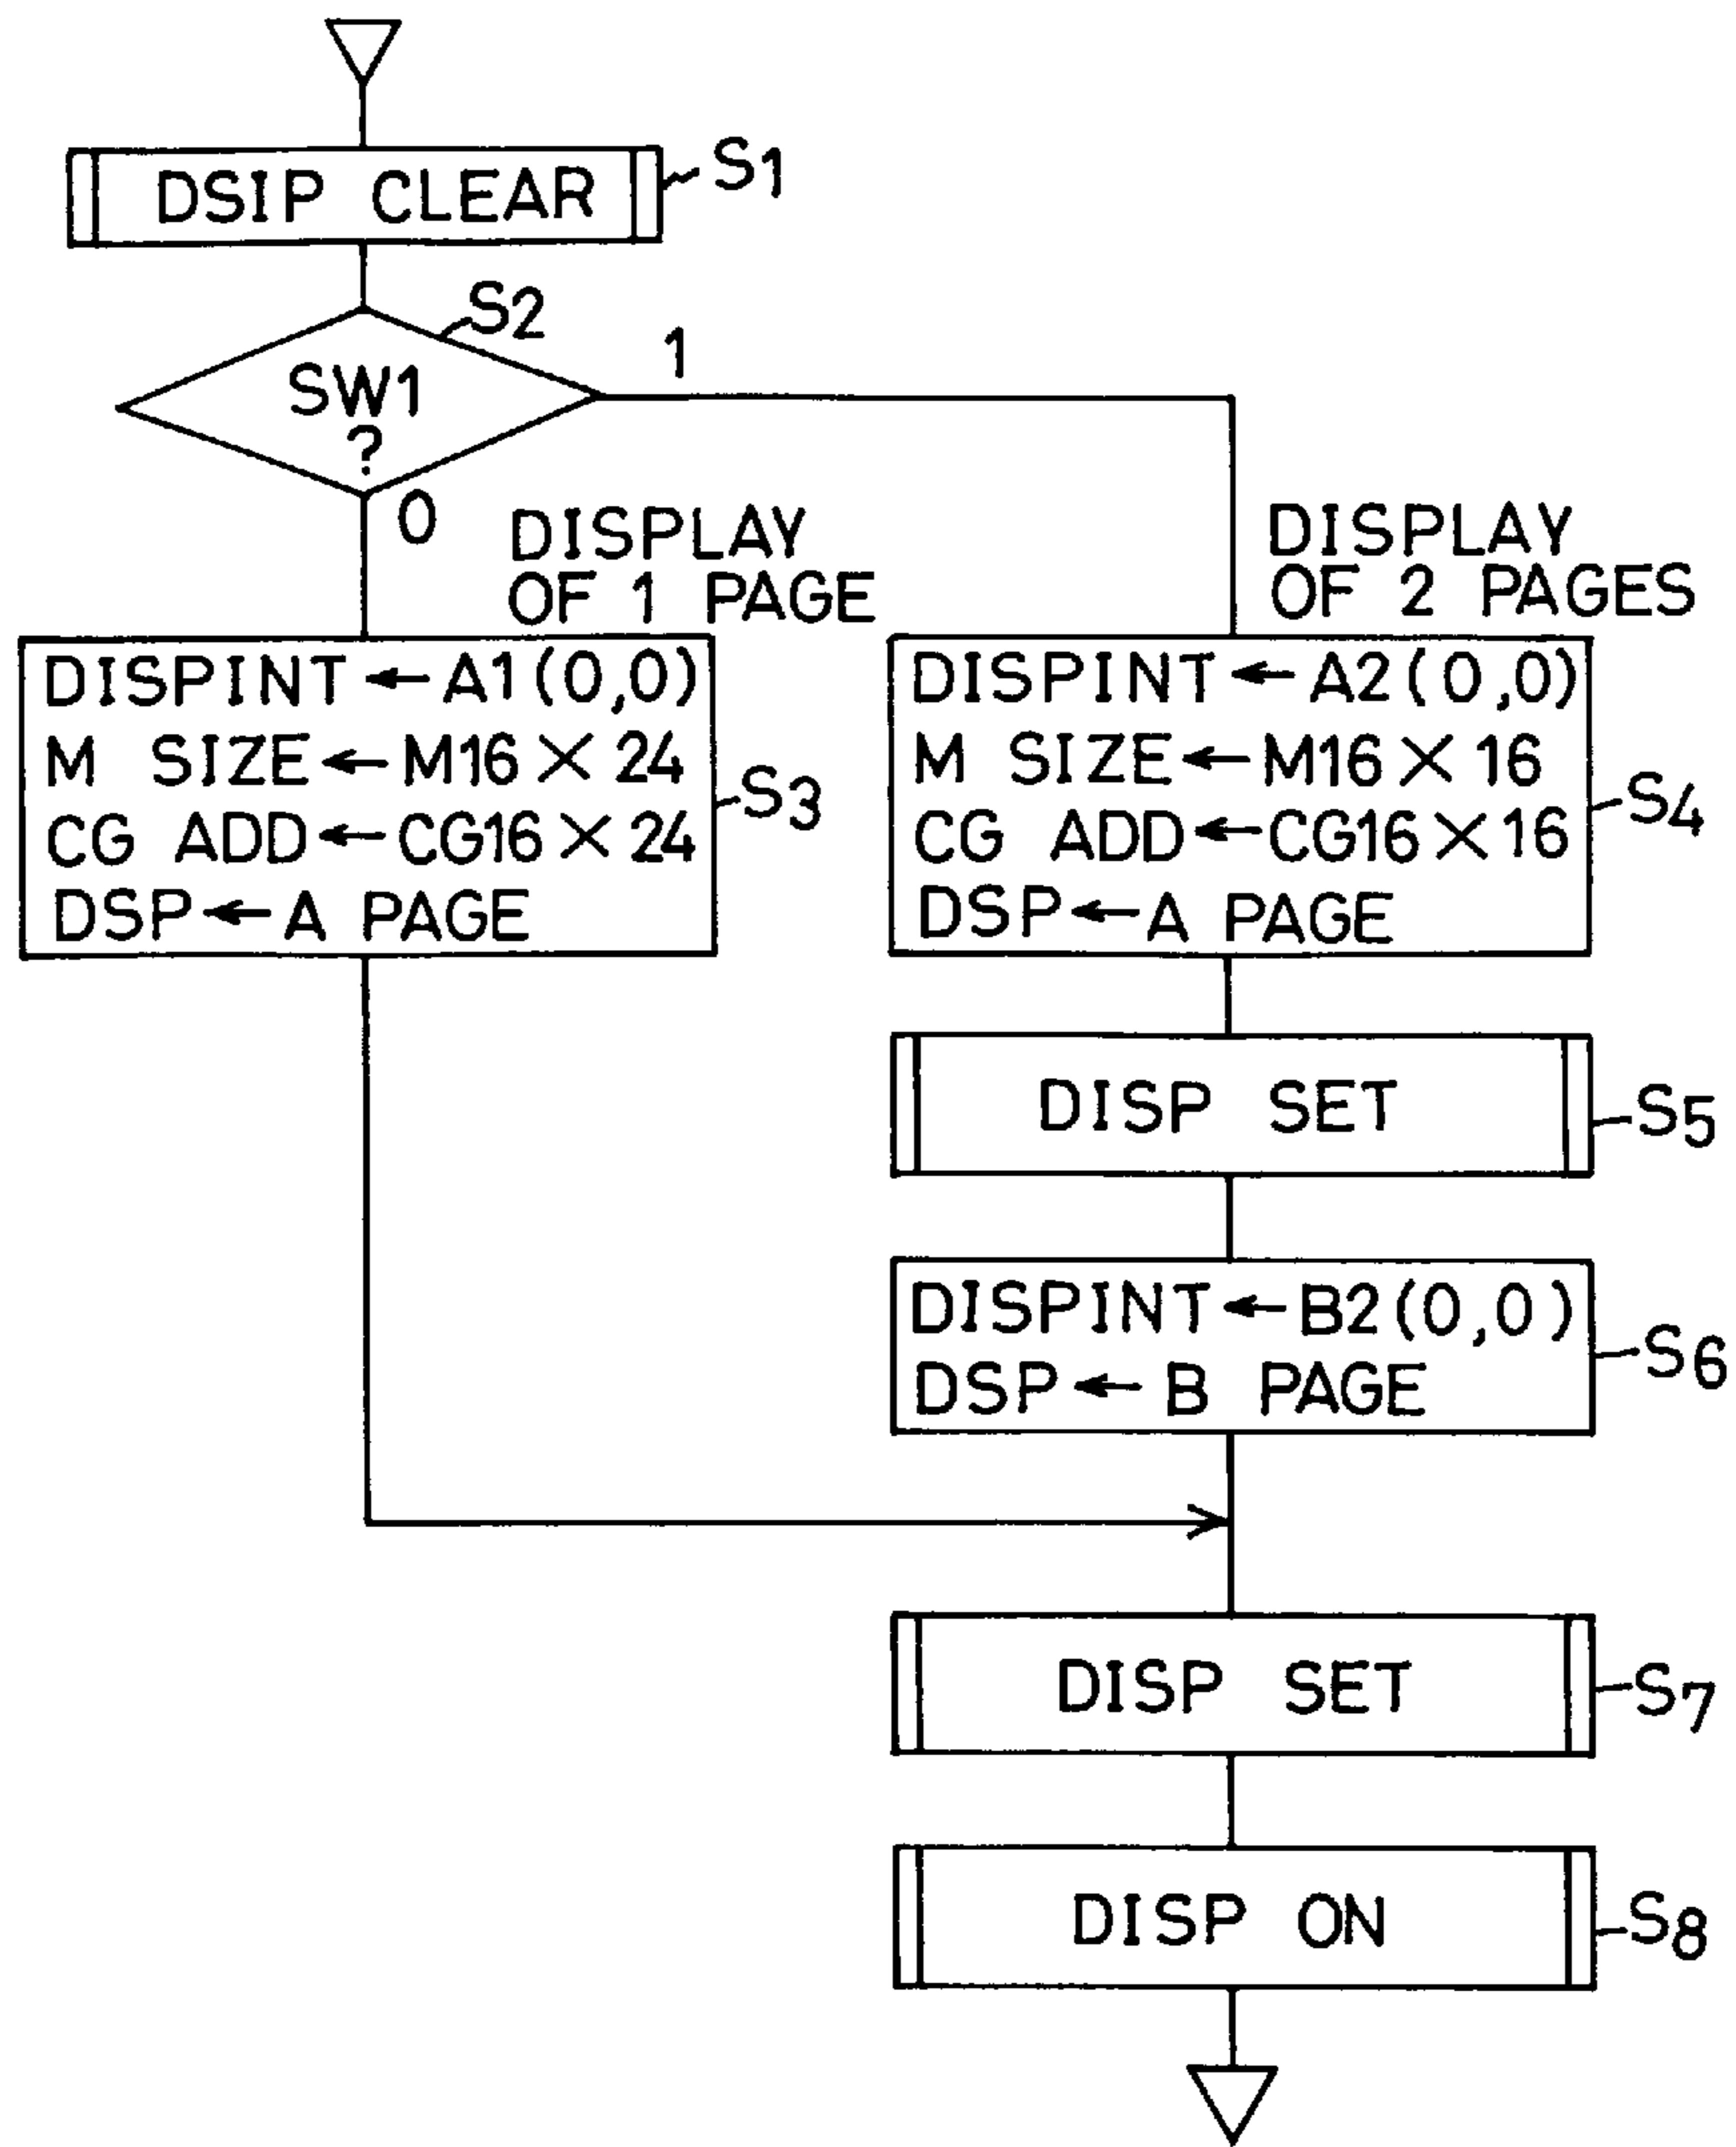 DSIP CLEAR
S1
S2
SW1
?
1
0
DISPLAY
OF 1 PAGE
DISPLAY
OF 2 PAGES
DISPINT ← A1(0,0)
M SIZE ← M16 × 24
CG ADD ← CG16 × 24
DSP ← A PAGE
S3
DISPINT ← A2(0,0)
M SIZE ← M16 × 16
CG ADD ← CG16 × 16
DSP ← A PAGE
S4
DISP SET
S5
DISPINT ← B2(0,0)
DSP ← B PAGE
S6
DISP SET
S7
DISP ON
S8